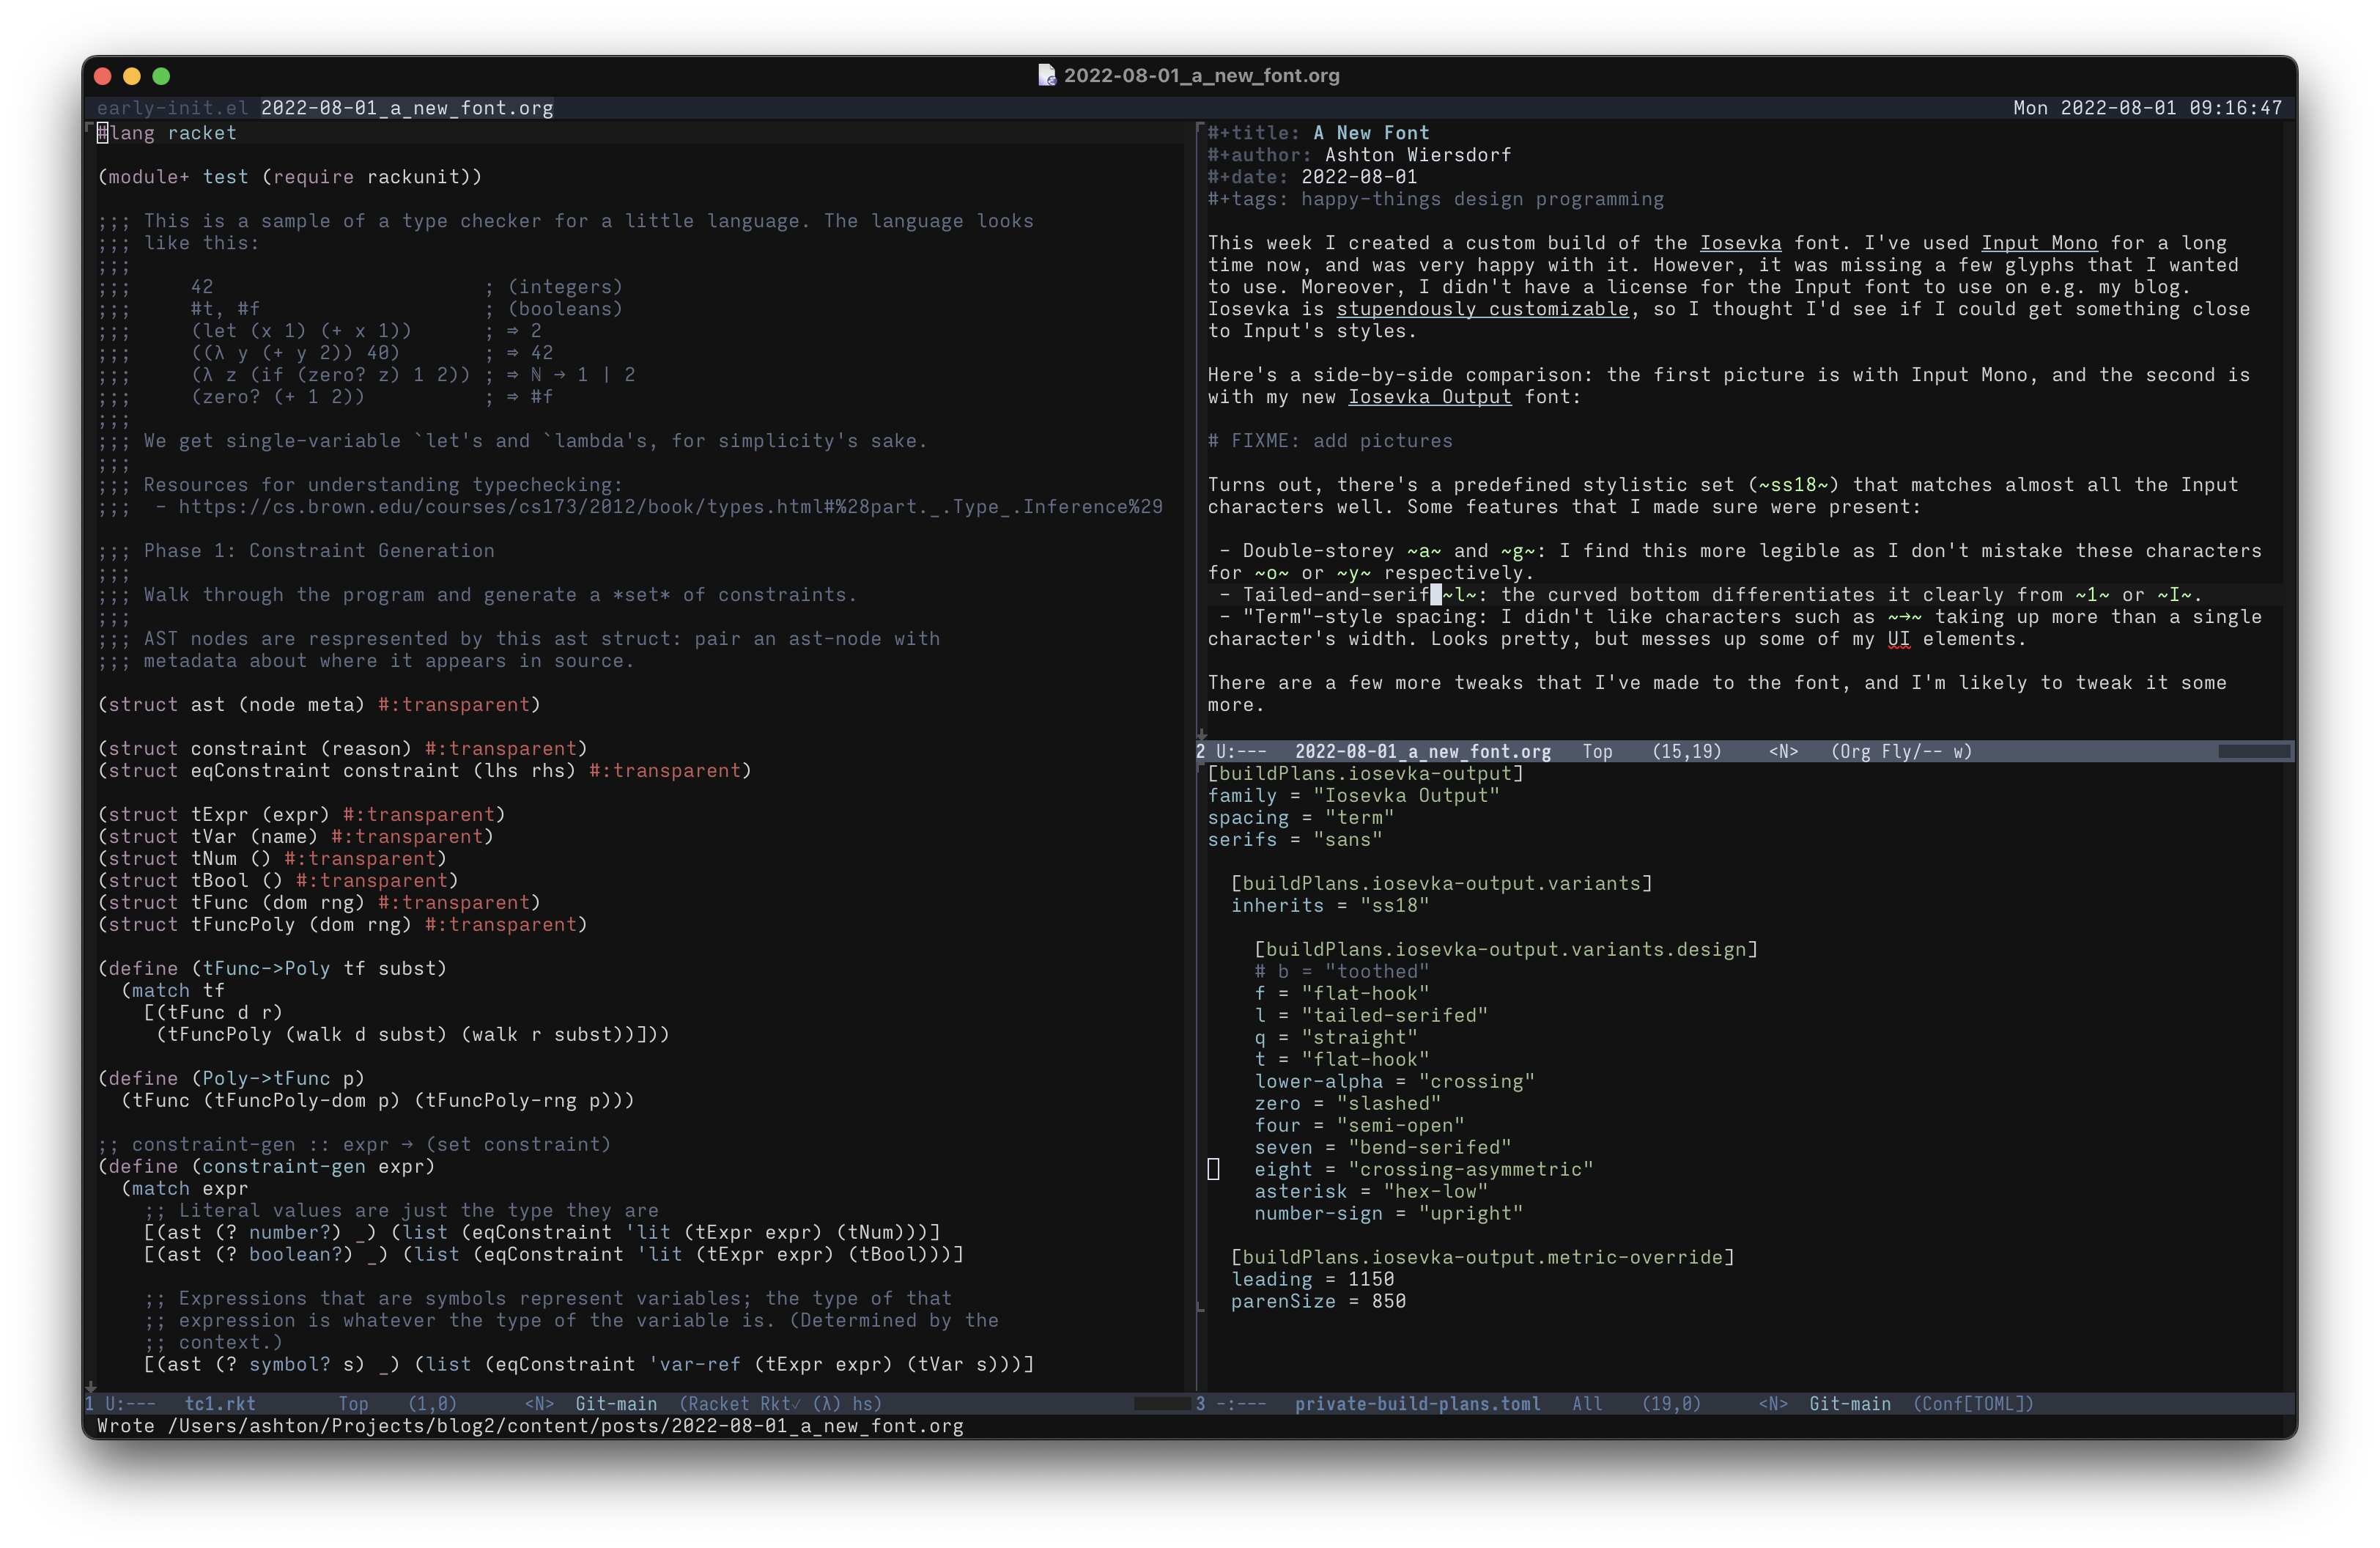 2022-08-01_a_new_font.org
early-init.el 2022-08-01_a_new_font.org
Mon 2022-08-01 09:16:47
#lang racket

(module+ test (require rackunit))

;;; This is a sample of a type checker for a little language. The language looks
;;; like this:
;;;
;;;     42                       ; (integers)
;;;     #t, #f                   ; (booleans)
;;;     (let (x 1) (+ x 1))      ; ⇒ 2
;;;     ((λ y (+ y 2)) 40)       ; ⇒ 42
;;;     (λ z (if (zero? z) 1 2)) ; ⇒ ℕ → 1 | 2
;;;     (zero? (+ 1 2))          ; ⇒ #f
;;;
;;; We get single-variable `let's and `lambda's, for simplicity's sake.
;;;
;;; Resources for understanding typechecking:
;;;  - https://cs.brown.edu/courses/cs173/2012/book/types.html#%28part._.Type_.Inference%29

;;; Phase 1: Constraint Generation
;;;
;;; Walk through the program and generate a *set* of constraints.
;;;
;;; AST nodes are respresented by this ast struct: pair an ast-node with
;;; metadata about where it appears in source.

(struct ast (node meta) #:transparent)

(struct constraint (reason) #:transparent)
(struct eqConstraint constraint (lhs rhs) #:transparent)

(struct tExpr (expr) #:transparent)
(struct tVar (name) #:transparent)
(struct tNum () #:transparent)
(struct tBool () #:transparent)
(struct tFunc (dom rng) #:transparent)
(struct tFuncPoly (dom rng) #:transparent)

(define (tFunc->Poly tf subst)
  (match tf
    [(tFunc d r)
     (tFuncPoly (walk d subst) (walk r subst))]))

(define (Poly->tFunc p)
  (tFunc (tFuncPoly-dom p) (tFuncPoly-rng p)))

;; constraint-gen :: expr → (set constraint)
(define (constraint-gen expr)
  (match expr
    ;; Literal values are just the type they are
    [(ast (? number?) _) (list (eqConstraint 'lit (tExpr expr) (tNum)))]
    [(ast (? boolean?) _) (list (eqConstraint 'lit (tExpr expr) (tBool)))]

    ;; Expressions that are symbols represent variables; the type of that
    ;; expression is whatever the type of the variable is. (Determined by the
    ;; context.)
    [(ast (? symbol? s) _) (list (eqConstraint 'var-ref (tExpr expr) (tVar s)))]
1 U:---  tc1.rkt       Top   (1,0)      <N>  Git-main  (Racket Rkt✓ (λ) hs)
#+title: A New Font
#+author: Ashton Wiersdorf
#+date: 2022-08-01
#+tags: happy-things design programming

This week I created a custom build of the Iosevka font. I've used Input Mono for a long
time now, and was very happy with it. However, it was missing a few glyphs that I wanted
to use. Moreover, I didn't have a license for the Input font to use on e.g. my blog.
Iosevka is stupendously customizable, so I thought I'd see if I could get something close
to Input's styles.

Here's a side-by-side comparison: the first picture is with Input Mono, and the second is
with my new Iosevka Output font:

# FIXME: add pictures

Turns out, there's a predefined stylistic set (~ss18~) that matches almost all the Input
characters well. Some features that I made sure were present:

 - Double-storey ~a~ and ~g~: I find this more legible as I don't mistake these characters
for ~o~ or ~y~ respectively.
 - Tailed-and-serif ~l~: the curved bottom differentiates it clearly from ~1~ or ~I~.
 - "Term"-style spacing: I didn't like characters such as ~→~ taking up more than a single
character's width. Looks pretty, but messes up some of my UI elements.

There are a few more tweaks that I've made to the font, and I'm likely to tweak it some
more.
2 U:---  2022-08-01_a_new_font.org   Top   (15,19)    <N>   (Org Fly/-- w)
[buildPlans.iosevka-output]
family = "Iosevka Output"
spacing = "term"
serifs = "sans"

  [buildPlans.iosevka-output.variants]
  inherits = "ss18"

    [buildPlans.iosevka-output.variants.design]
    # b = "toothed"
    f = "flat-hook"
    l = "tailed-serifed"
    q = "straight"
    t = "flat-hook"
    lower-alpha = "crossing"
    zero = "slashed"
    four = "semi-open"
    seven = "bend-serifed"
    eight = "crossing-asymmetric"
    asterisk = "hex-low"
    number-sign = "upright"

  [buildPlans.iosevka-output.metric-override]
  leading = 1150
  parenSize = 850
3 -:---  private-build-plans.toml   All   (19,0)     <N>  Git-main  (Conf[TOML])
Wrote /Users/ashton/Projects/blog2/content/posts/2022-08-01_a_new_font.org